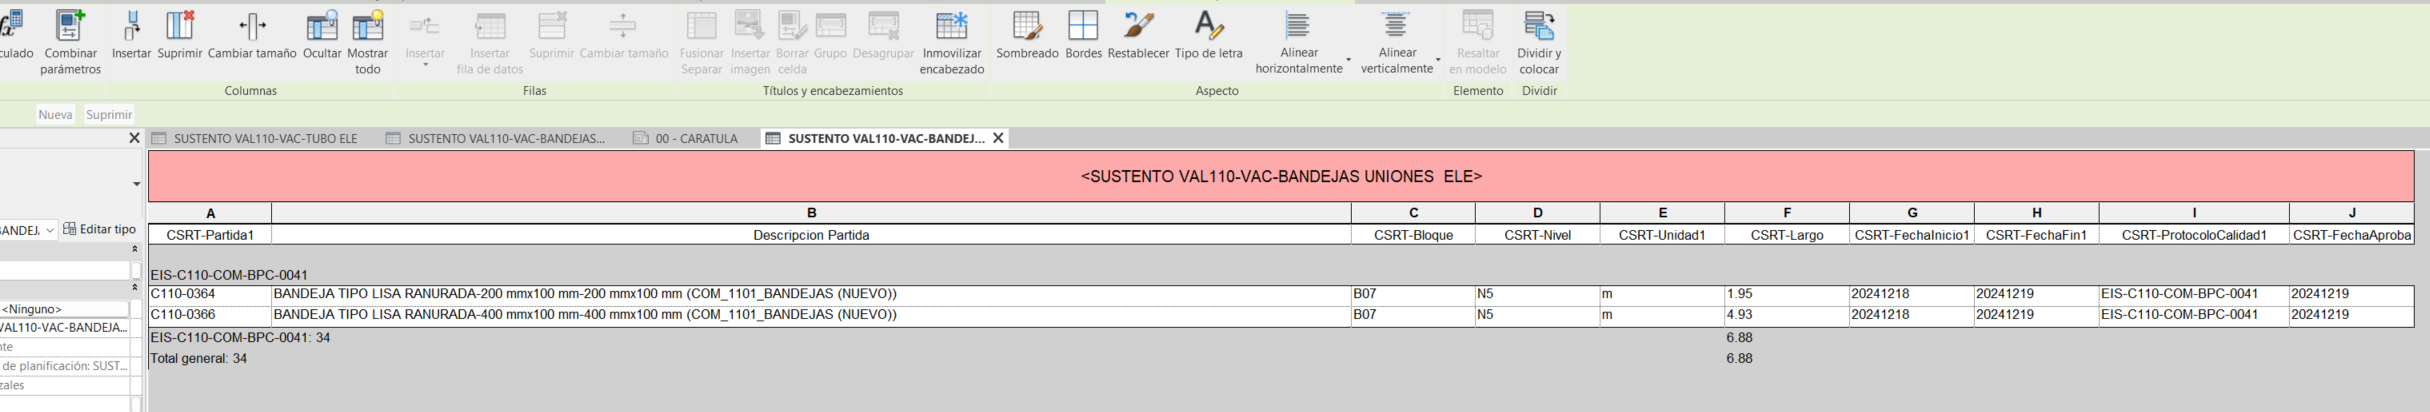 culado
Combinar parámetros
Insertar
Suprimir
Cambiar tamaño
Ocultar
Mostrar todo
Insertar
Insertar fila de datos
Suprimir
Cambiar tamaño
Fusionar Separar
Insertar imagen
Borrar celda
Grupo
Desagrupar
Inmovilizar encabezado
Sombreado
Bordes
Restablecer
Tipo de letra
Alinear horizontalmente
Alinear verticalmente
Resaltar en modelo
Dividir y colocar
Columnas
Filas
Títulos y encabezamientos
Aspecto
Elemento
Dividir
Nueva
Suprimir
SUSTENTO VAL110-VAC-TUBO ELE
SUSTENTO VAL110-VAC-BANDEJAS...
00 - CARATULA
SUSTENTO VAL110-VAC-BANDEJ...
<SUSTENTO VAL110-VAC-BANDEJAS UNIONES  ELE>
A B C D E F G H I J
CSRT-Partida1 Descripcion Partida CSRT-Bloque CSRT-Nivel CSRT-Unidad1 CSRT-Largo CSRT-FechaInicio1 CSRT-FechaFin1 CSRT-ProtocoloCalidad1 CSRT-FechaAproba
EIS-C110-COM-BPC-0041
C110-0364 BANDEJA TIPO LISA RANURADA-200 mmx100 mm-200 mmx100 mm (COM_1101_BANDEJAS (NUEVO)) B07 N5 m 1.95 20241218 20241219 EIS-C110-COM-BPC-0041 20241219
C110-0366 BANDEJA TIPO LISA RANURADA-400 mmx100 mm-400 mmx100 mm (COM_1101_BANDEJAS (NUEVO)) B07 N5 m 4.93 20241218 20241219 EIS-C110-COM-BPC-0041 20241219
EIS-C110-COM-BPC-0041: 34 6.88
Total general: 34 6.88
ANDEJ.
Editar tipo
<Ninguno>
VAL110-VAC-BANDEJA...
nte
de planificación: SUST...
zales